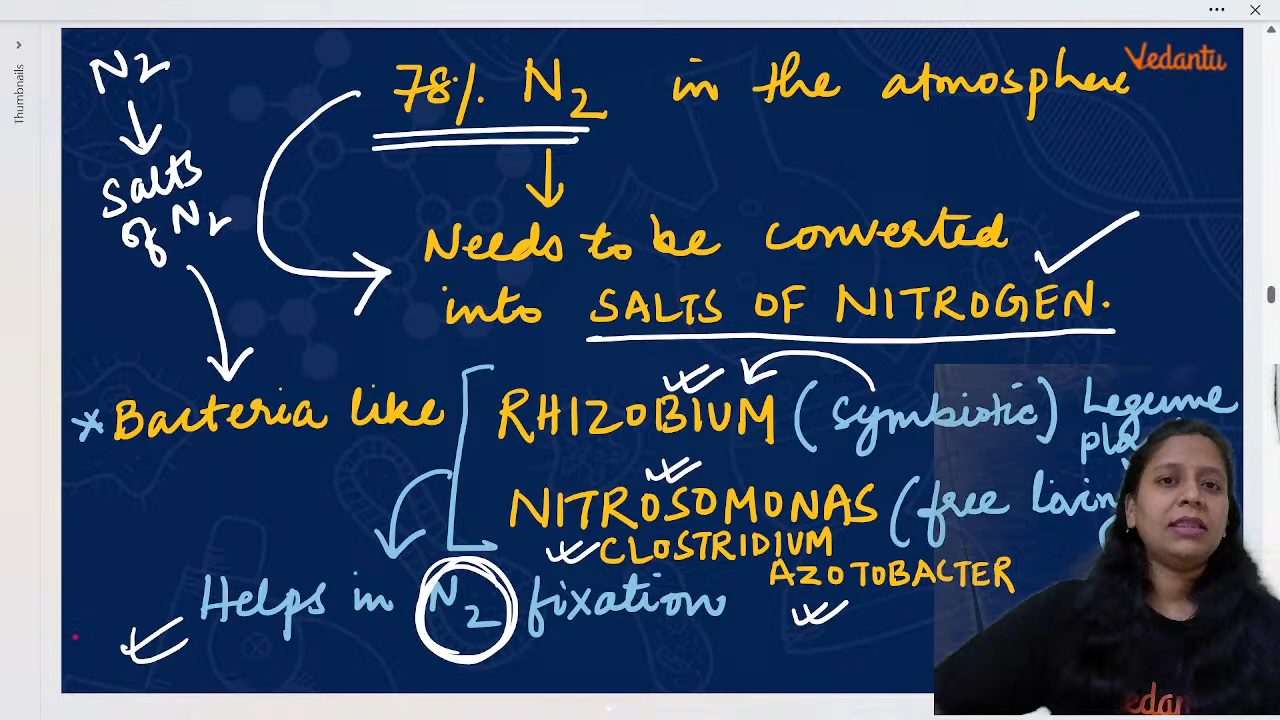 Thumbnails
Vedantu
N2
Salts
of N2
78% N2 in the atmosphere
Needs to be converted
into SALTS OF NITROGEN.
* Bacteria like RHIZOBIUM (symbiotic) Legume
NITROSOMONAS (free living
CLOSTRIDIUM
AZOTOBACTER
Helps in N2 fixation